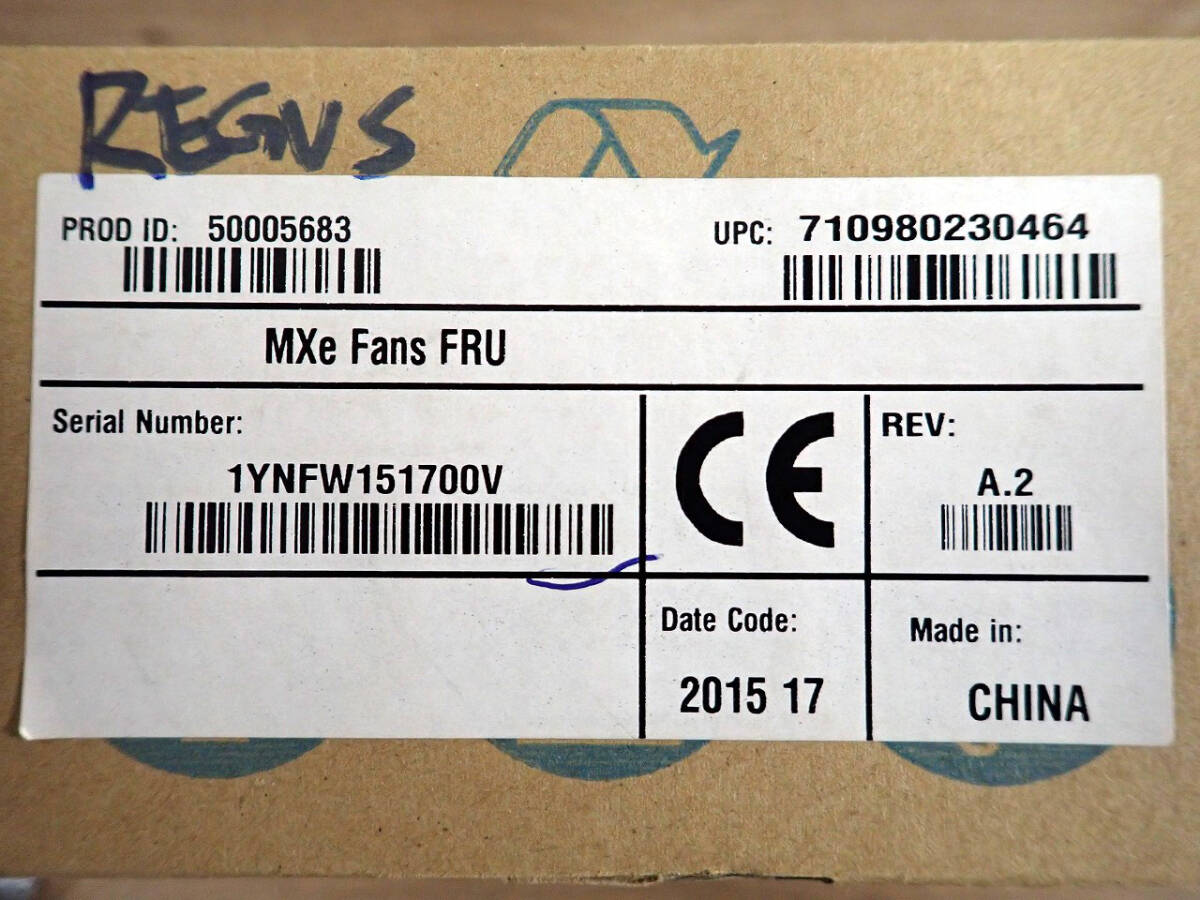 REGUS
PROD ID: 50005683
UPC: 710980230464
MXe Fans FRU
Serial Number:
1YNFW151700V
CE
REV:
A.2
Date Code:
2015 17
Made in:
CHINA